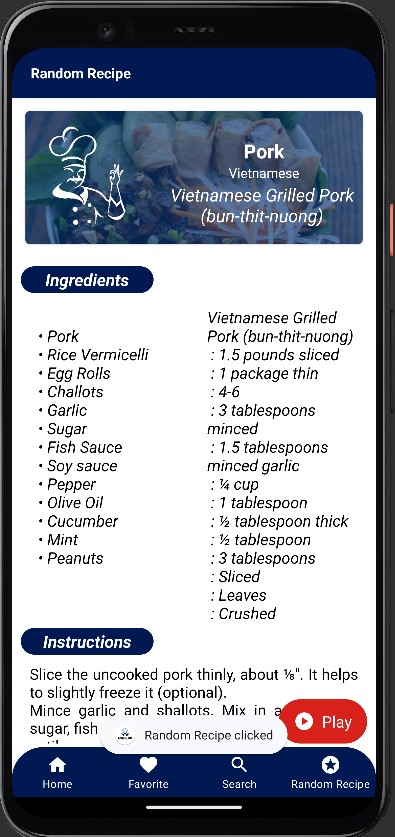 Random Recipe
Pork
Vietnamese
Vietnamese Grilled Pork
(bun-thit-nuong)
Ingredients
• Pork
• Rice Vermicelli
• Egg Rolls
• Challots
• Garlic
• Sugar
• Fish Sauce
• Soy sauce
• Pepper
• Olive Oil
• Cucumber
• Mint
• Peanuts
Vietnamese Grilled
Pork (bun-thit-nuong)
: 1.5 pounds sliced
: 1 package thin
: 4-6
: 3 tablespoons
minced
: 1.5 tablespoons
minced garlic
: ¼ cup
: 1 tablespoon
: ½ tablespoon thick
: ½ tablespoon
: 3 tablespoons
: Sliced
: Leaves
: Crushed
Instructions
Slice the uncooked pork thinly, about ⅛". It helps
to slightly freeze it (optional).
Mince garlic and shallots. Mix in a
sugar, fish
Play
Random Recipe clicked
Home
Favorite
Search
Random Recipe